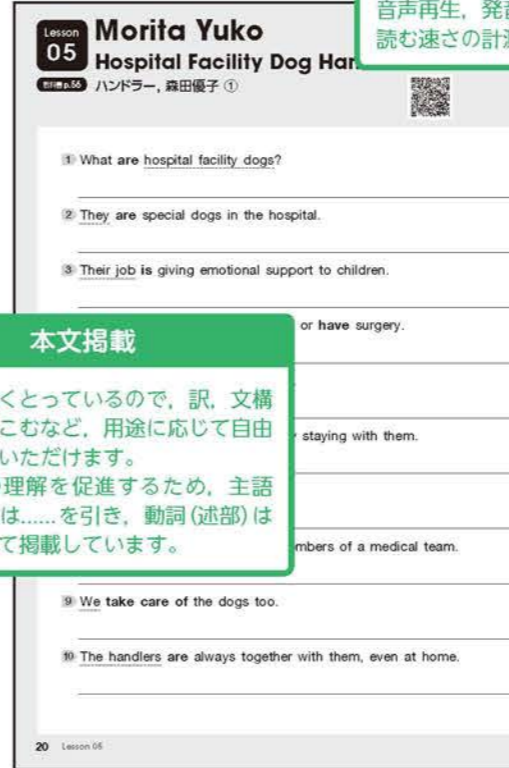 Lesson
05
Morita Yuko
Hospital Facility Dog Han
教科書p.56 ハンドラー，森田優子 ①
音声再生，発音
読む速さの計測
1 What are hospital facility dogs?
2 They are special dogs in the hospital.
3 Their job is giving emotional support to children.
or have surgery.
本文掲載
くとっているので，訳，文構
こむなど，用途に応じて自由
いただけます。
理解を促進するため，主語
は……を引き，動詞（述部）は
て掲載しています。
staying with them.
mbers of a medical team.
9 We take care of the dogs too.
10 The handlers are always together with them, even at home.
20 Lesson 05